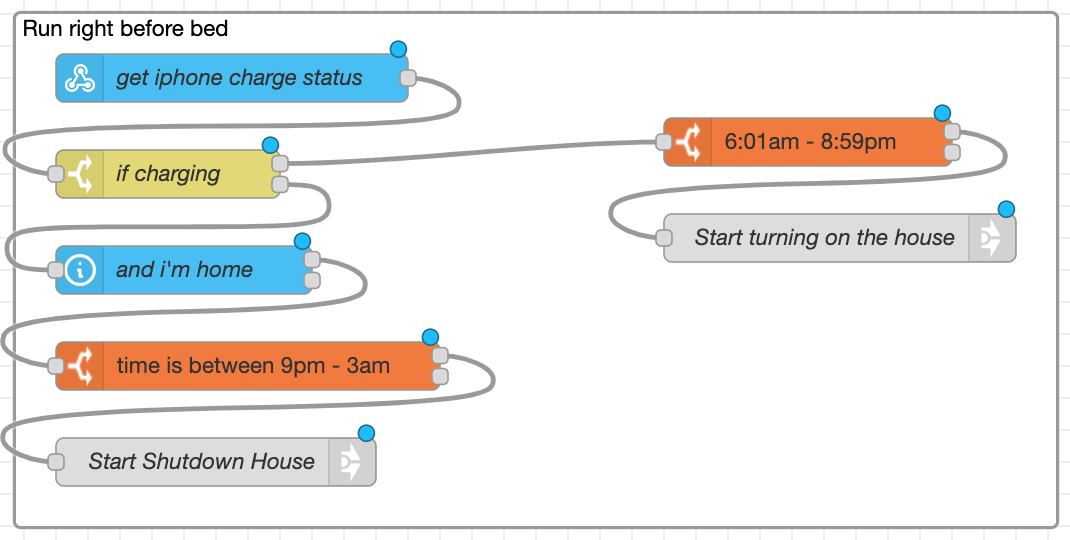 Run right before bed
get iphone charge status
if charging
6:01am - 8:59pm
Start turning on the house
and i'm home
time is between 9pm - 3am
Start Shutdown House